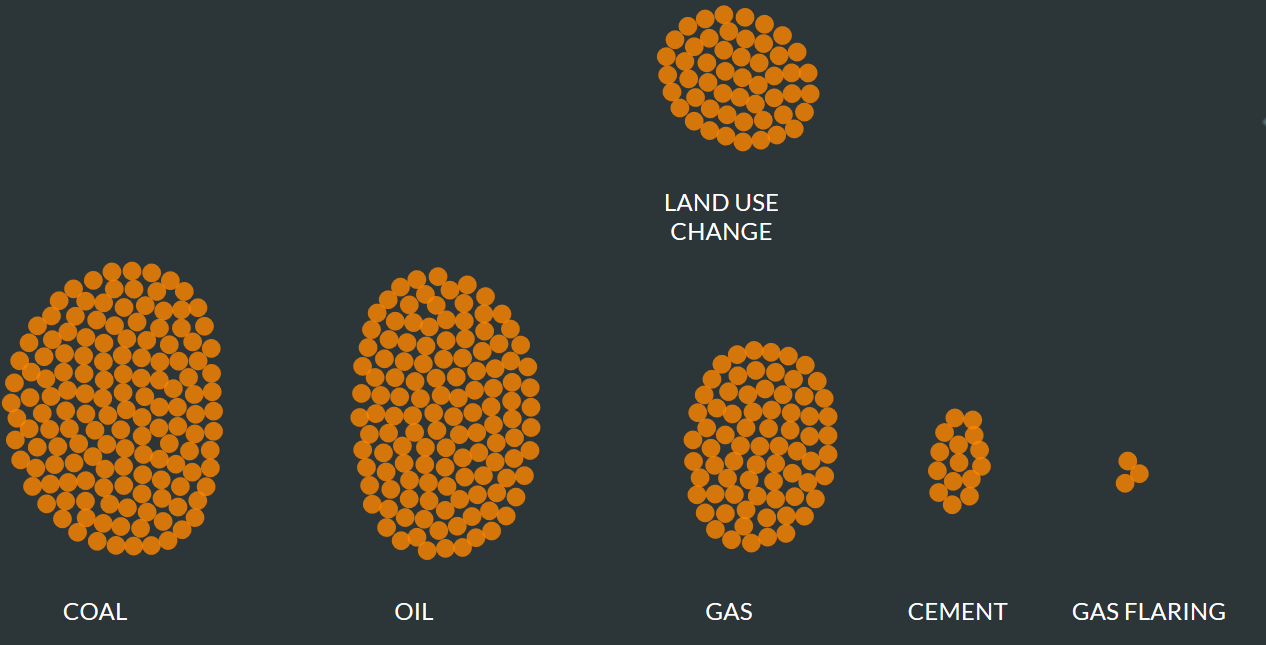 LAND USE
CHANGE
COAL
OIL
GAS
CEMENT
GAS FLARING